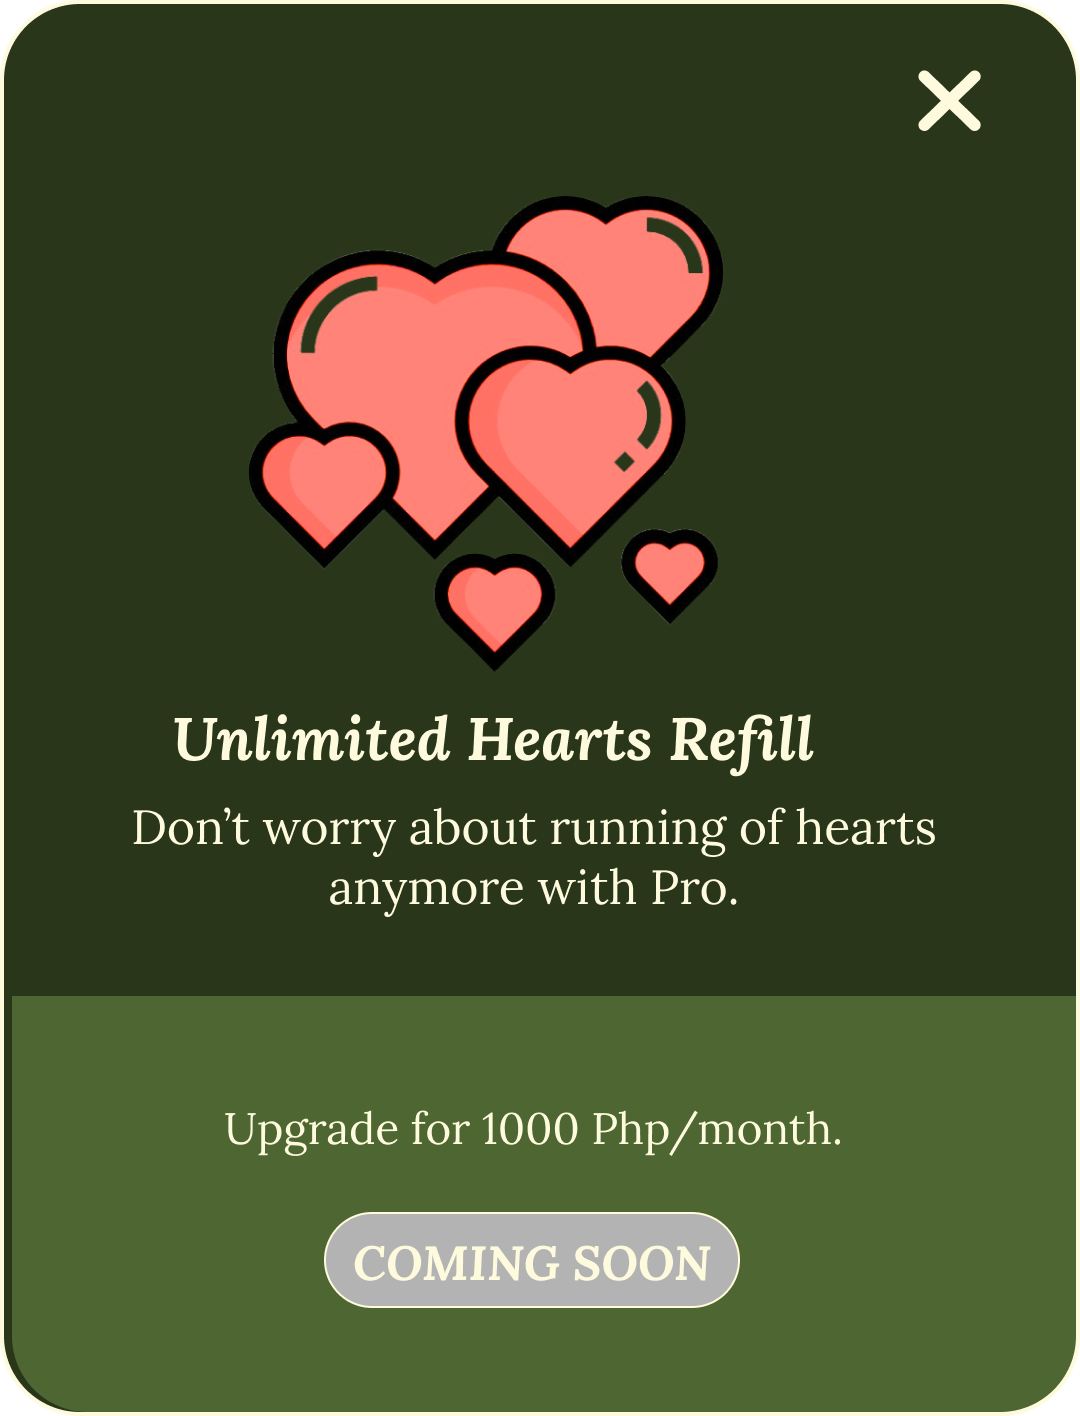 Unlimited Hearts Refill
Don’t worry about running of hearts
anymore with Pro.
Upgrade for 1000 Php/month.
COMING SOON